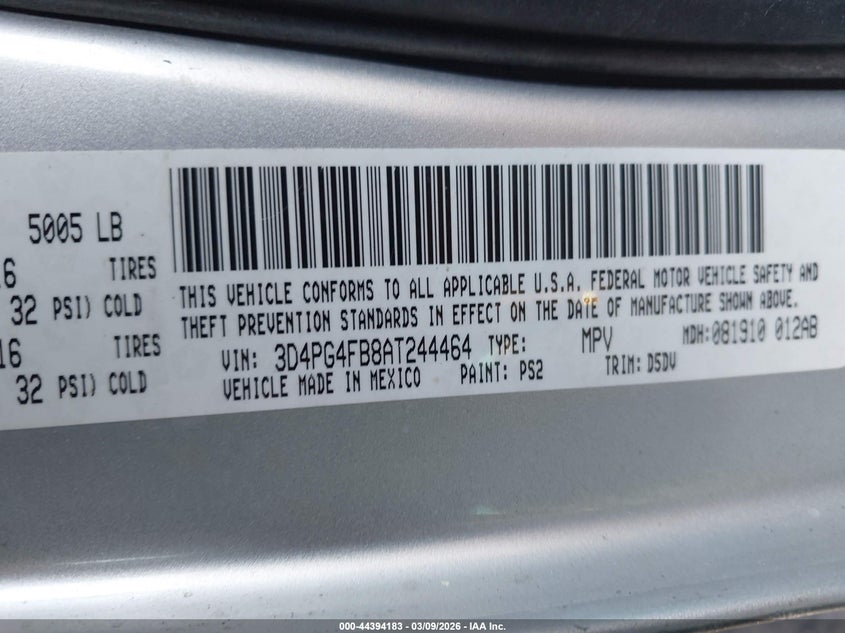 5005 LB
16 TIRES
32 PSI) COLD
16 TIRES
32 PSI) COLD
THIS VEHICLE CONFORMS TO ALL APPLICABLE U.S.A. FEDERAL MOTOR VEHICLE SAFETY AND
THEFT PREVENTION STANDARDS IN EFFECT ON THE DATE OF MANUFACTURE SHOWN ABOVE.
VIN: 3D4PG4FB8AT244464 TYPE: MPV MDH:081910 012AB
VEHICLE MADE IN MEXICO PAINT: PS2 TRIM: D5DV
000-44394183 - 03/09/2026 - IAA Inc.